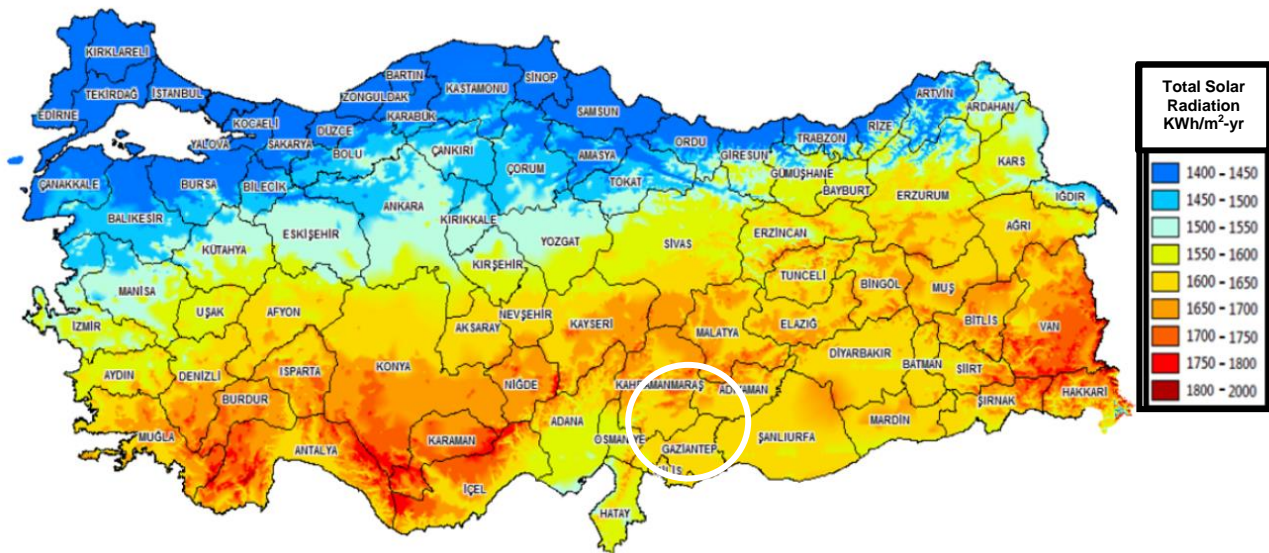 KIRKLARELİ
EDİRNE
TEKİRDAĞ
İSTANBUL
KOCAELİ
YALOVA
SAKARYA
DÜZCE
BOLU
ZONGULDAK
BARTIN
KARABÜK
KASTAMONU
SİNOP
SAMSUN
ÇANKIRI
ÇORUM
AMASYA
TOKAT
ORDU
GİRESUN
TRABZON
RİZE
ARTVİN
ARDAHAN
GÜMÜŞHANE
BAYBURT
ERZURUM
KARS
IĞDIR
AĞRI
ÇANAKKALE
BURSA
BİLECİK
BALIKESİR
KÜTAHYA
ESKİŞEHİR
ANKARA
KIRIKKALE
YOZGAT
KIRŞEHİR
SİVAS
ERZİNCAN
TUNCELİ
BİNGÖL
MUŞ
BİTLİS
VAN
MANİSA
İZMİR
UŞAK
AFYON
AKSARAY
NEVŞEHİR
KAYSERİ
MALATYA
ELAZIĞ
DİYARBAKIR
BATMAN
SİİRT
ŞIRNAK
HAKKARİ
AYDIN
DENİZLİ
ISPARTA
BURDUR
KONYA
NİĞDE
KAHRAMANMARAŞ
ADIYAMAN
MARDİN
MUĞLA
ANTALYA
KARAMAN
İÇEL
ADANA
OSMANİYE
GAZİANTEP
ŞANLIURFA
HATAY
Total Solar
Radiation
KWh/m²-yr
1400 - 1450
1450 - 1500
1500 - 1550
1550 - 1600
1600 - 1650
1650 - 1700
1700 - 1750
1750 - 1800
1800 - 2000